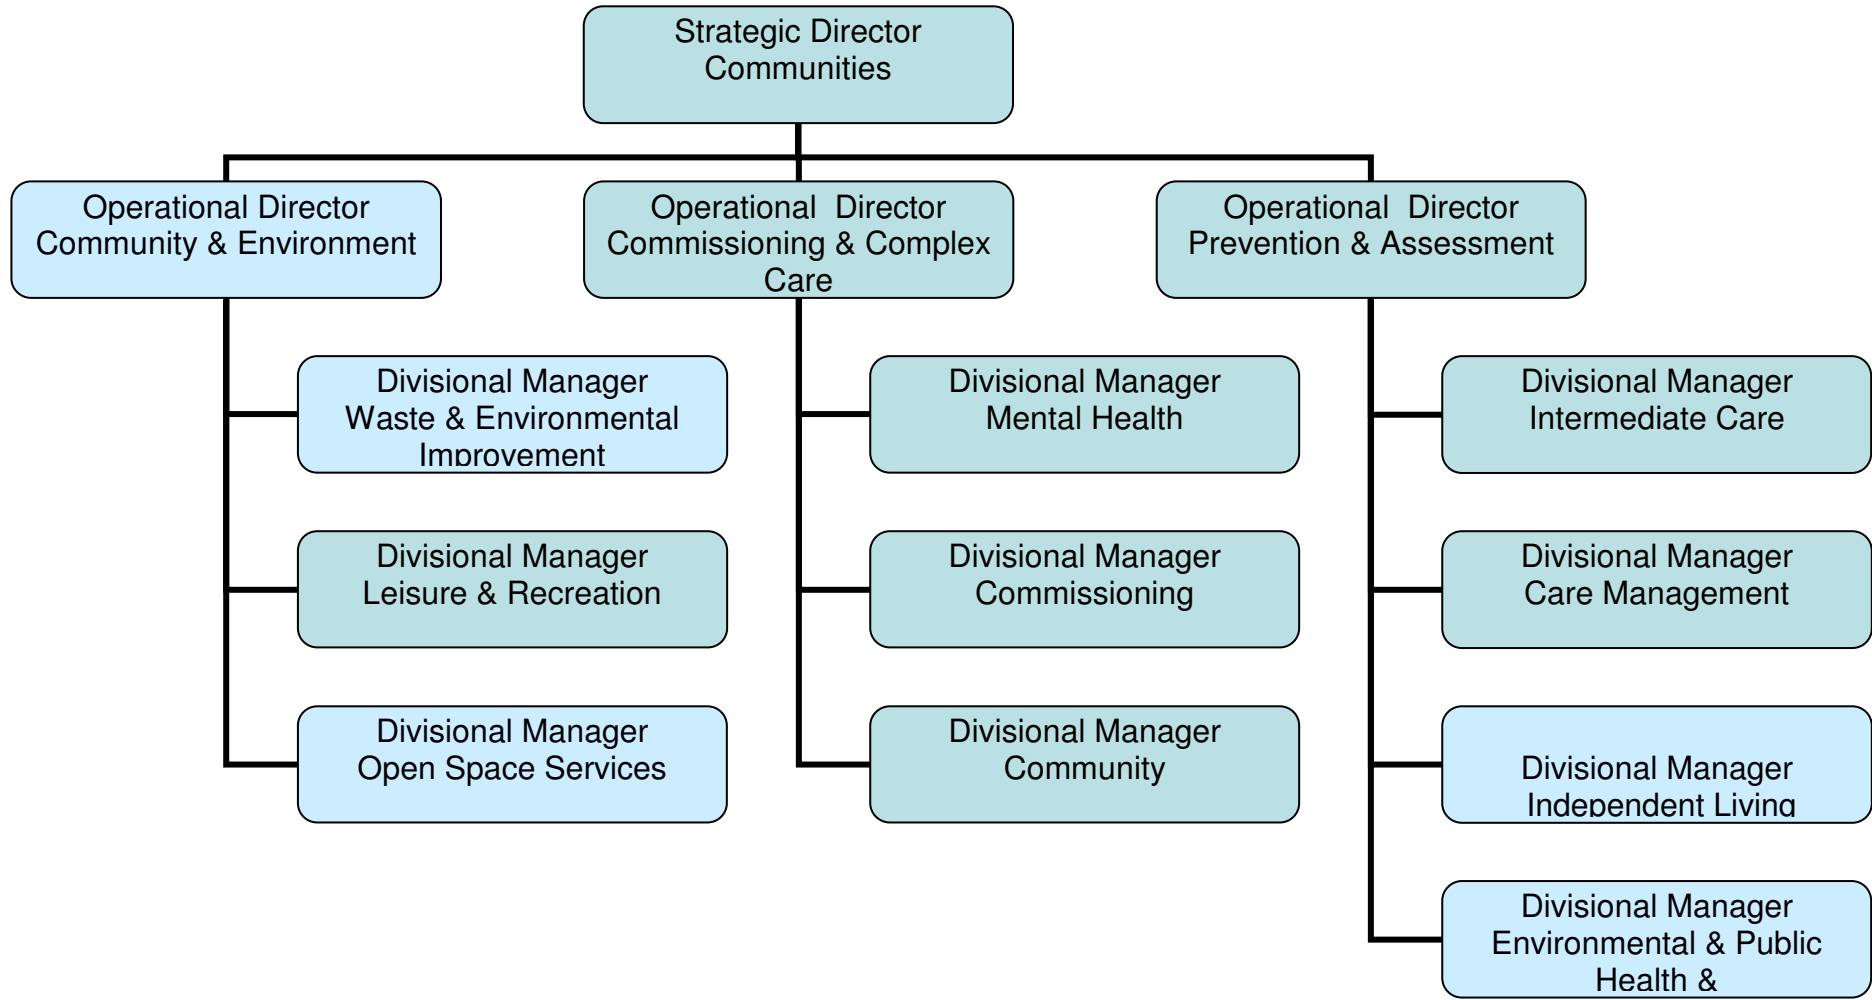 Strategic Director
Communities
Operational Director
Community & Environment
Operational  Director
Commissioning & Complex
Care
Operational  Director
Prevention & Assessment
Divisional Manager
Waste & Environmental
Improvement
Divisional Manager
Leisure & Recreation
Divisional Manager
Open Space Services
Divisional Manager
Mental Health
Divisional Manager
Commissioning
Divisional Manager
Community
Divisional Manager
Intermediate Care
Divisional Manager
Care Management
Divisional Manager
Independent Living
Divisional Manager
Environmental & Public
Health &